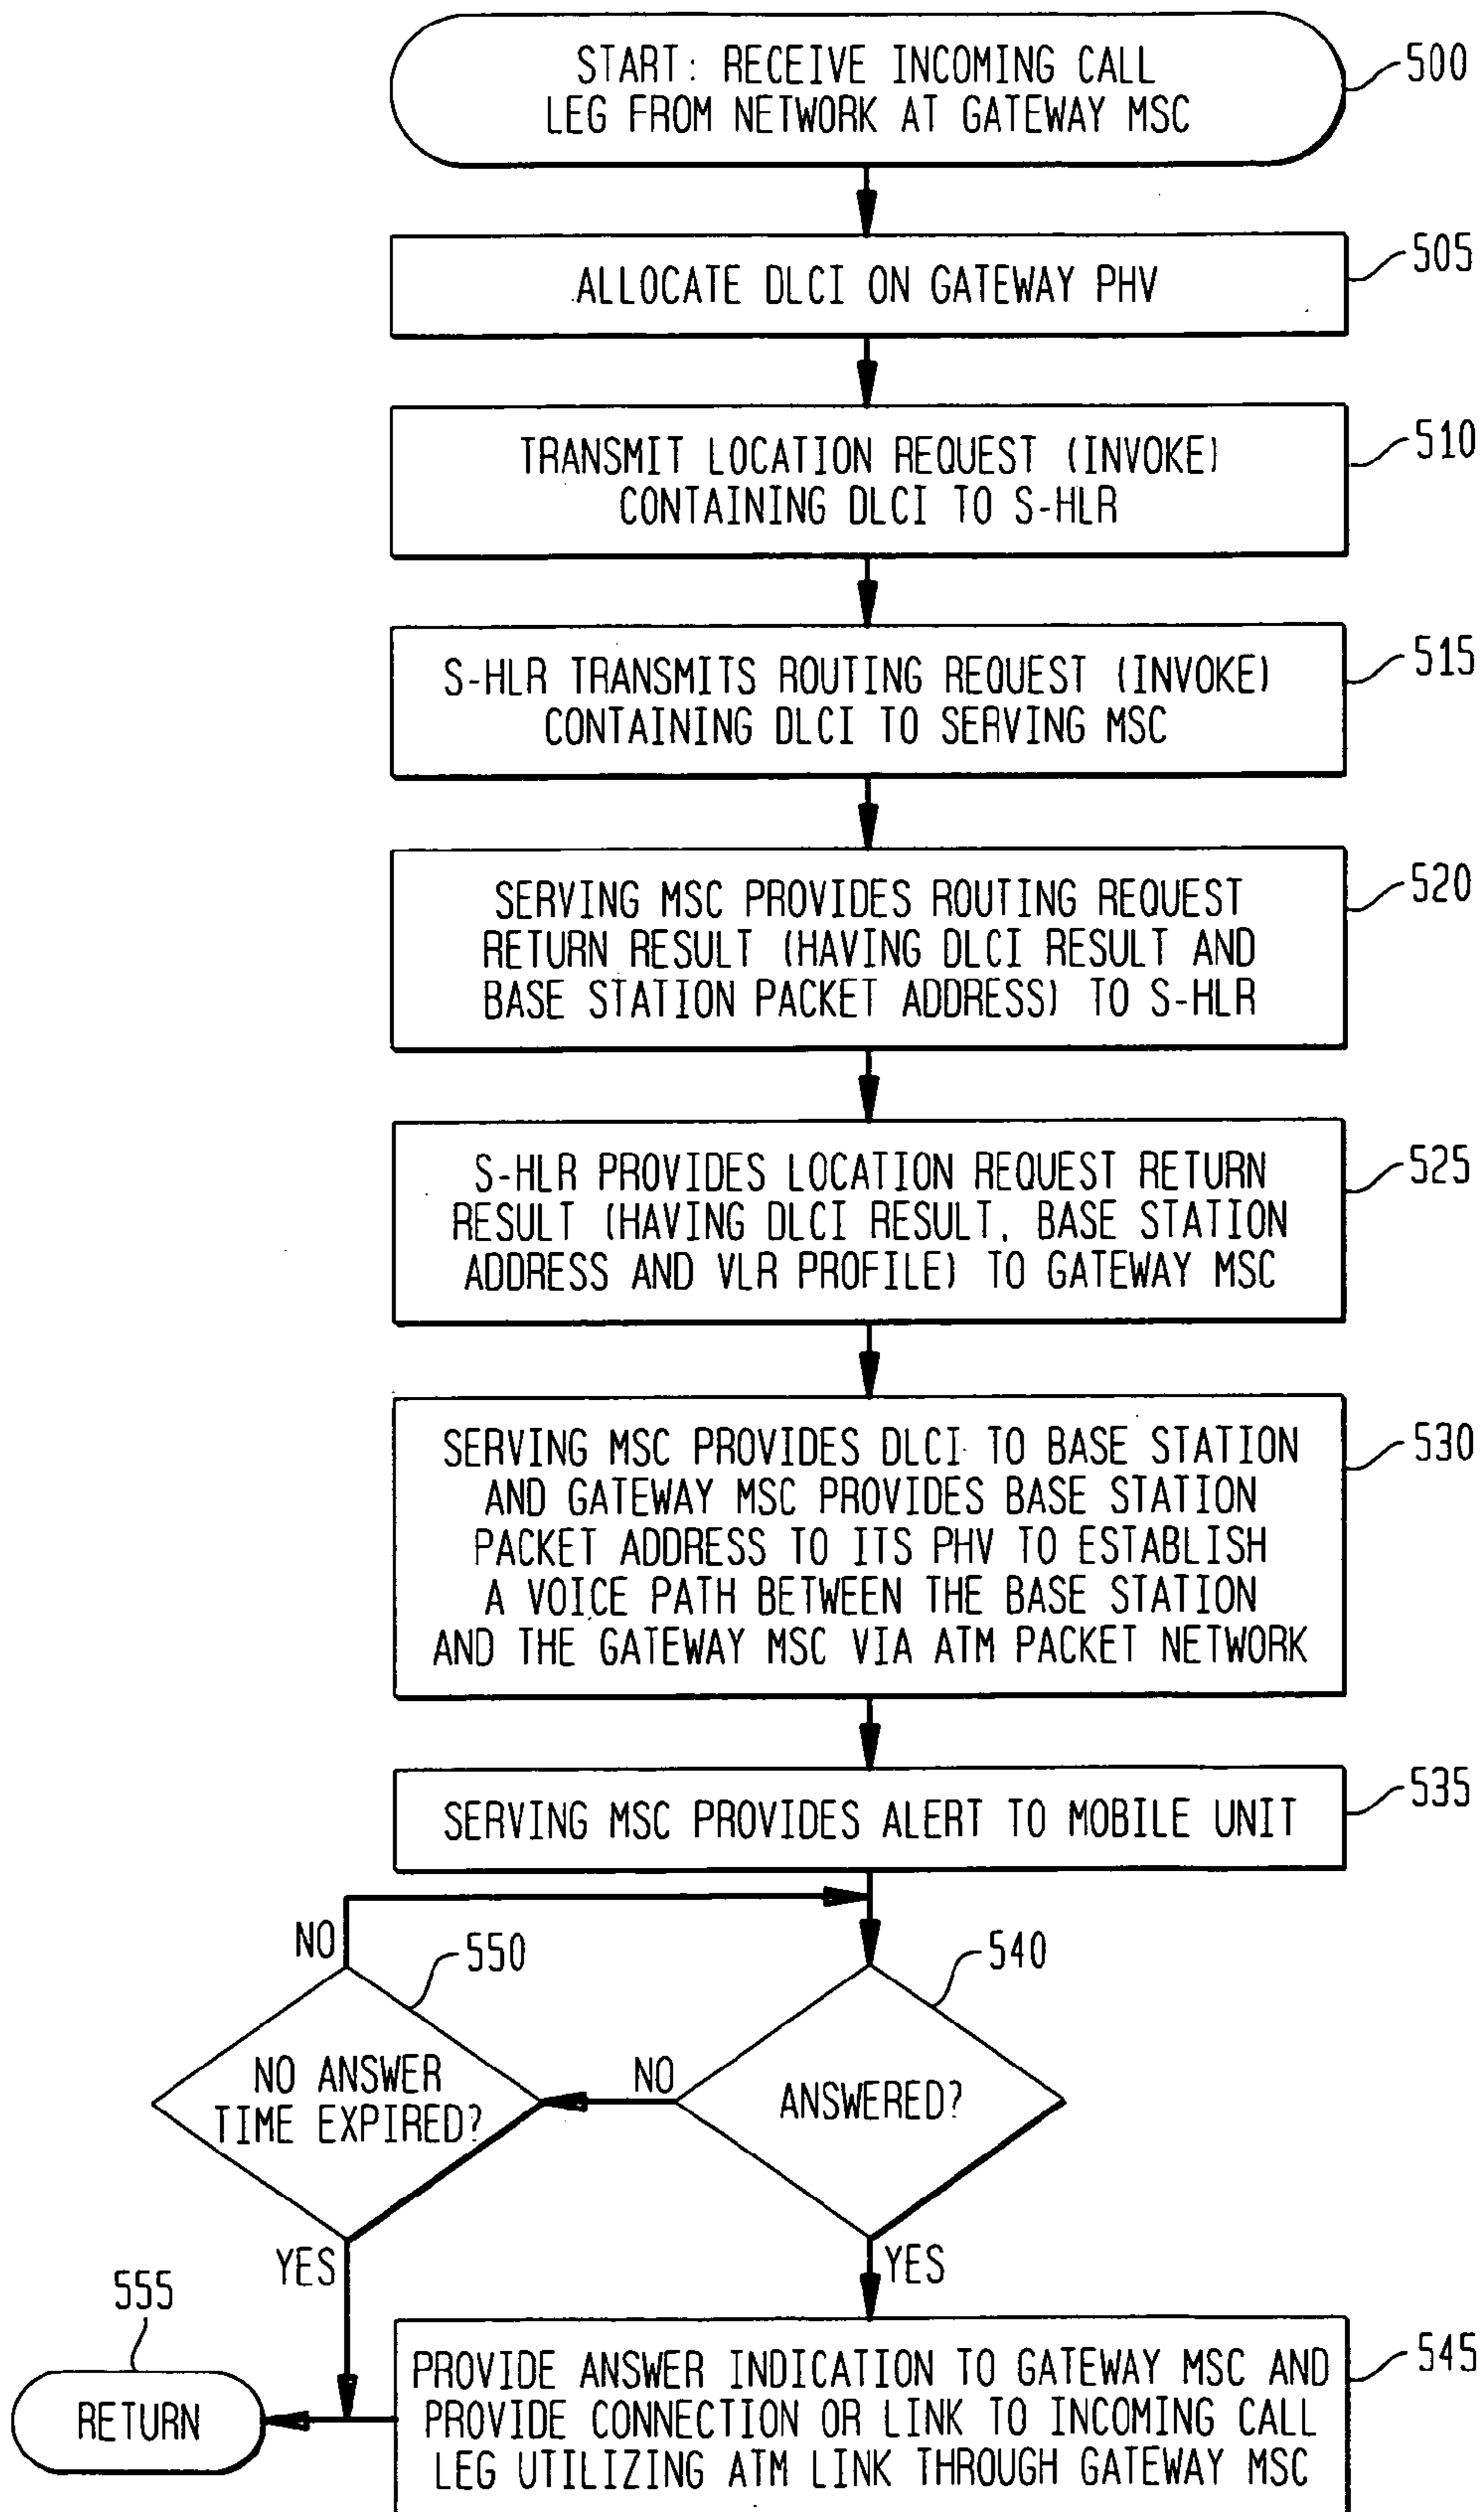 START: RECEIVE INCOMING CALL
LEG FROM NETWORK AT GATEWAY MSC
500
ALLOCATE DLCI ON GATEWAY PHV
505
TRANSMIT LOCATION REQUEST (INVOKE)
CONTAINING DLCI TO S-HLR
510
S-HLR TRANSMITS ROUTING REQUEST (INVOKE)
CONTAINING DLCI TO SERVING MSC
515
SERVING MSC PROVIDES ROUTING REQUEST
RETURN RESULT (HAVING DLCI RESULT AND
BASE STATION PACKET ADDRESS) TO S-HLR
520
S-HLR PROVIDES LOCATION REQUEST RETURN
RESULT (HAVING DLCI RESULT, BASE STATION
ADDRESS AND VLR PROFILE) TO GATEWAY MSC
525
SERVING MSC PROVIDES DLCI TO BASE STATION
AND GATEWAY MSC PROVIDES BASE STATION
PACKET ADDRESS TO ITS PHV TO ESTABLISH
A VOICE PATH BETWEEN THE BASE STATION
AND THE GATEWAY MSC VIA ATM PACKET NETWORK
530
SERVING MSC PROVIDES ALERT TO MOBILE UNIT
535
NO
550
540
NO ANSWER
TIME EXPIRED?
NO
ANSWERED?
YES
YES
555
RETURN
PROVIDE ANSWER INDICATION TO GATEWAY MSC AND
PROVIDE CONNECTION OR LINK TO INCOMING CALL
LEG UTILIZING ATM LINK THROUGH GATEWAY MSC
545